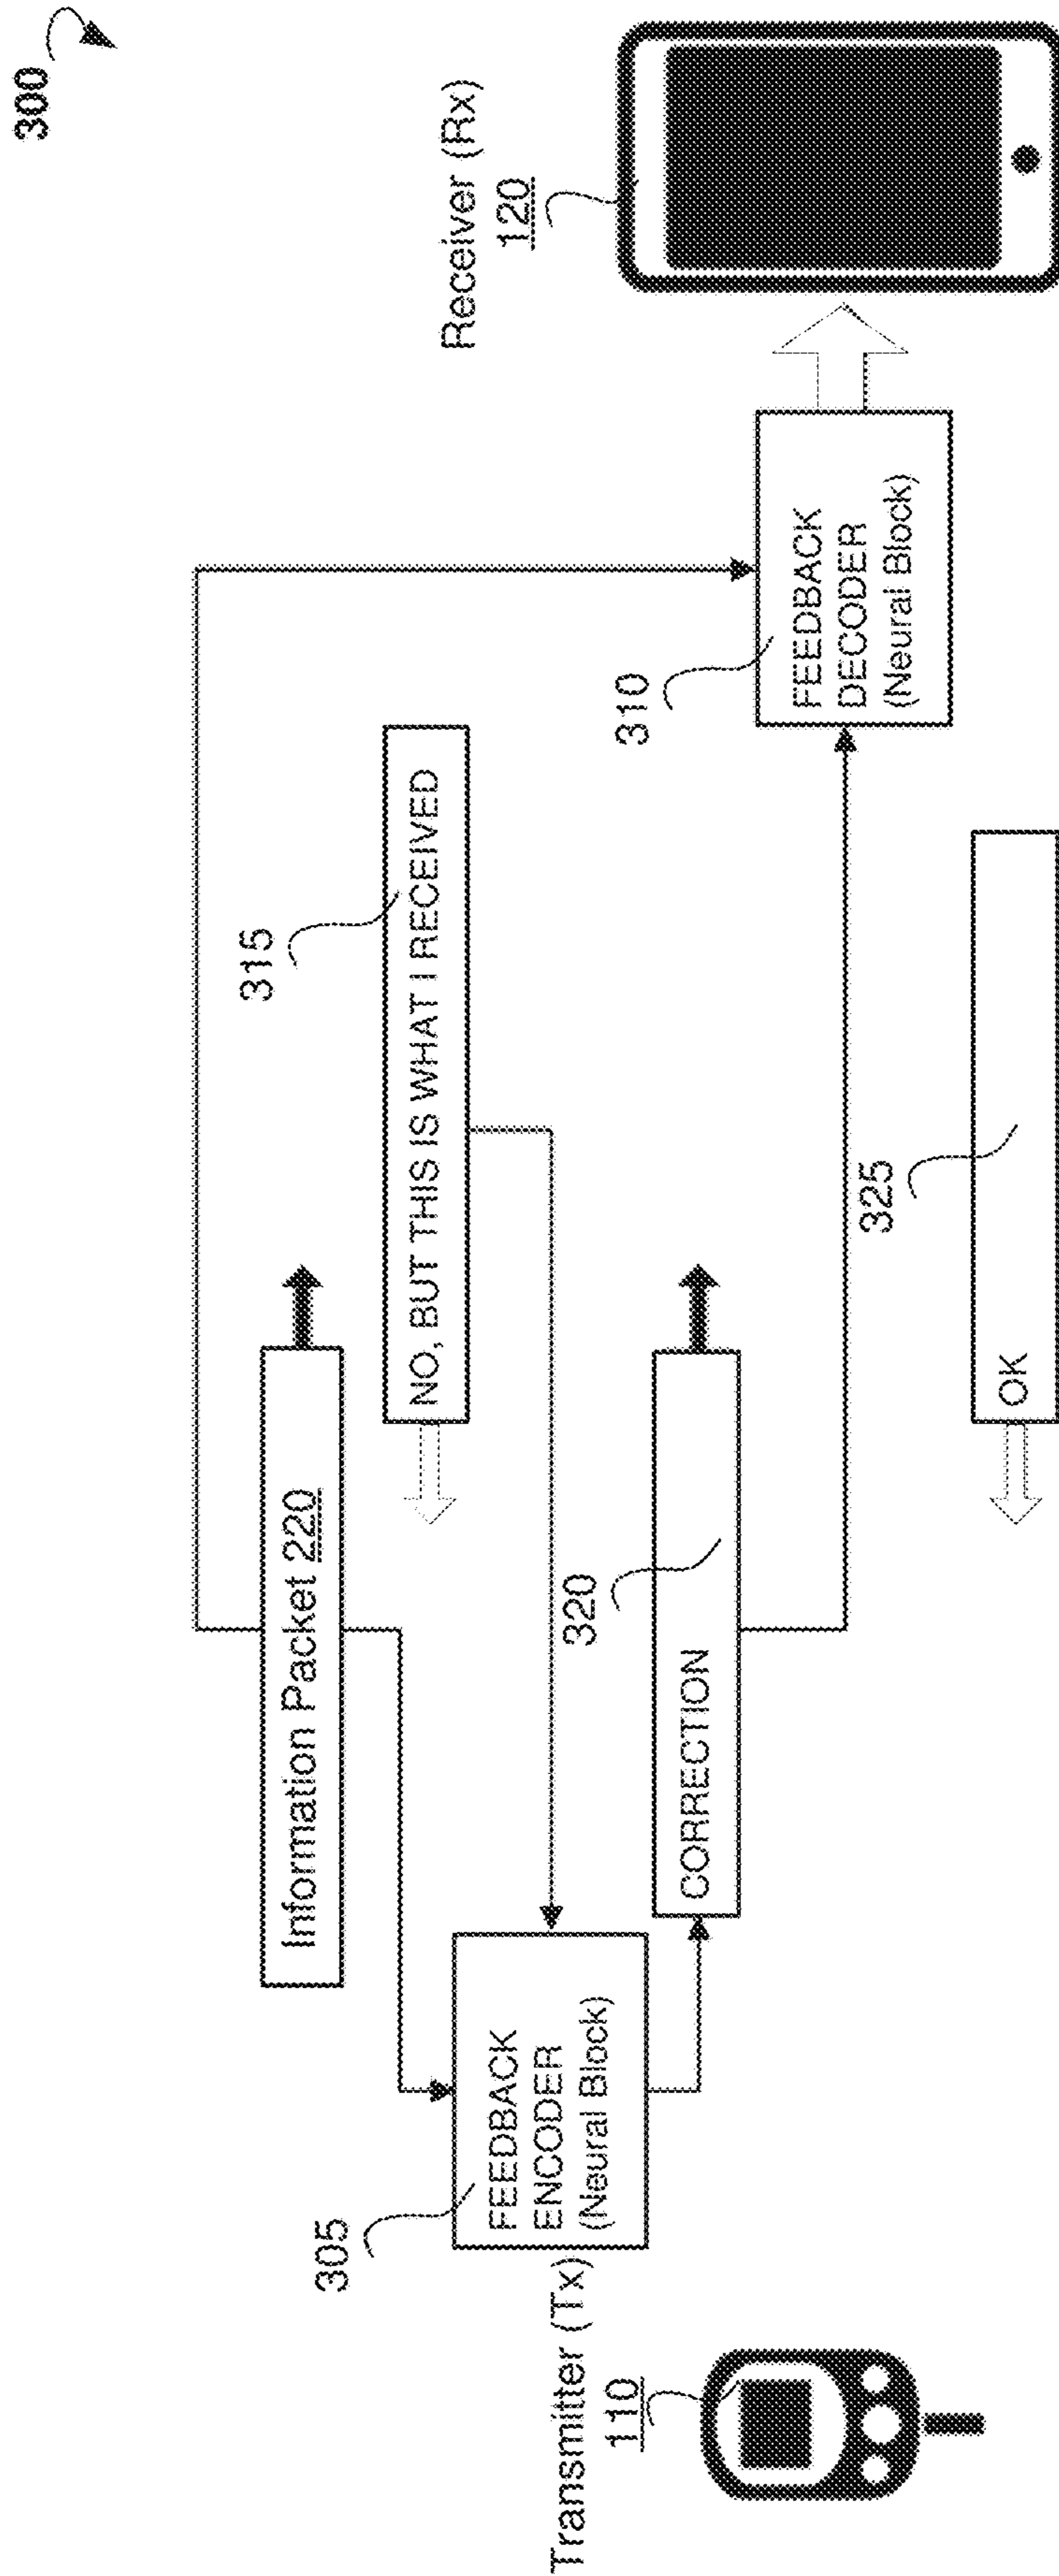 300
Receiver (Rx)
120
Information Packet 220
315
NO, BUT THIS IS WHAT I RECEIVED
305
FEEDBACK
ENCODER
(Neural Block)
Transmitter (Tx)
110
320
CORRECTION
310
FEEDBACK
DECODER
(Neural Block)
325
OK